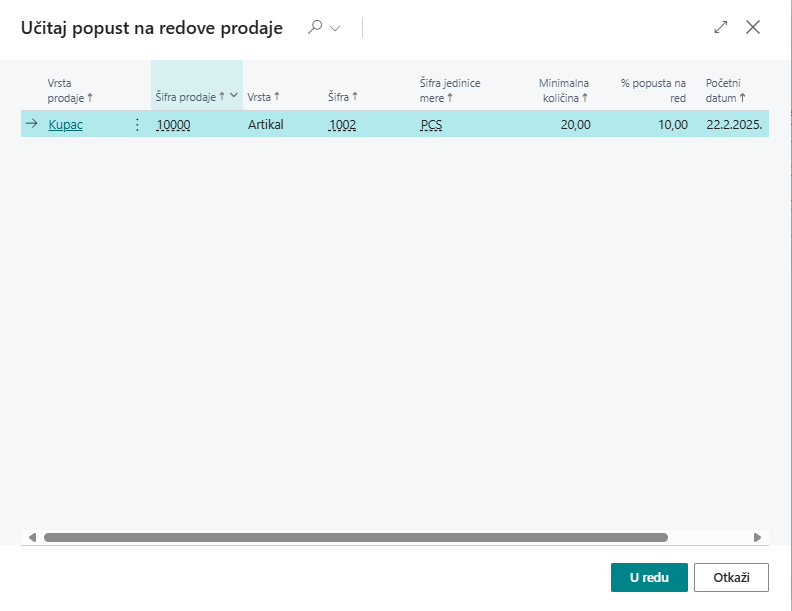 Učitaj popust na redove prodaje
Vrsta prodaje ↑
Šifra prodaje ↑
Vrsta ↑
Šifra ↑
Šifra jedinice mere ↑
Minimalna količina ↑
% popusta na red
Početni datum ↑
Kupac 10000 Artikal 1002 PCS 20,00 10,00 22.2.2025.
U redu Otkaži